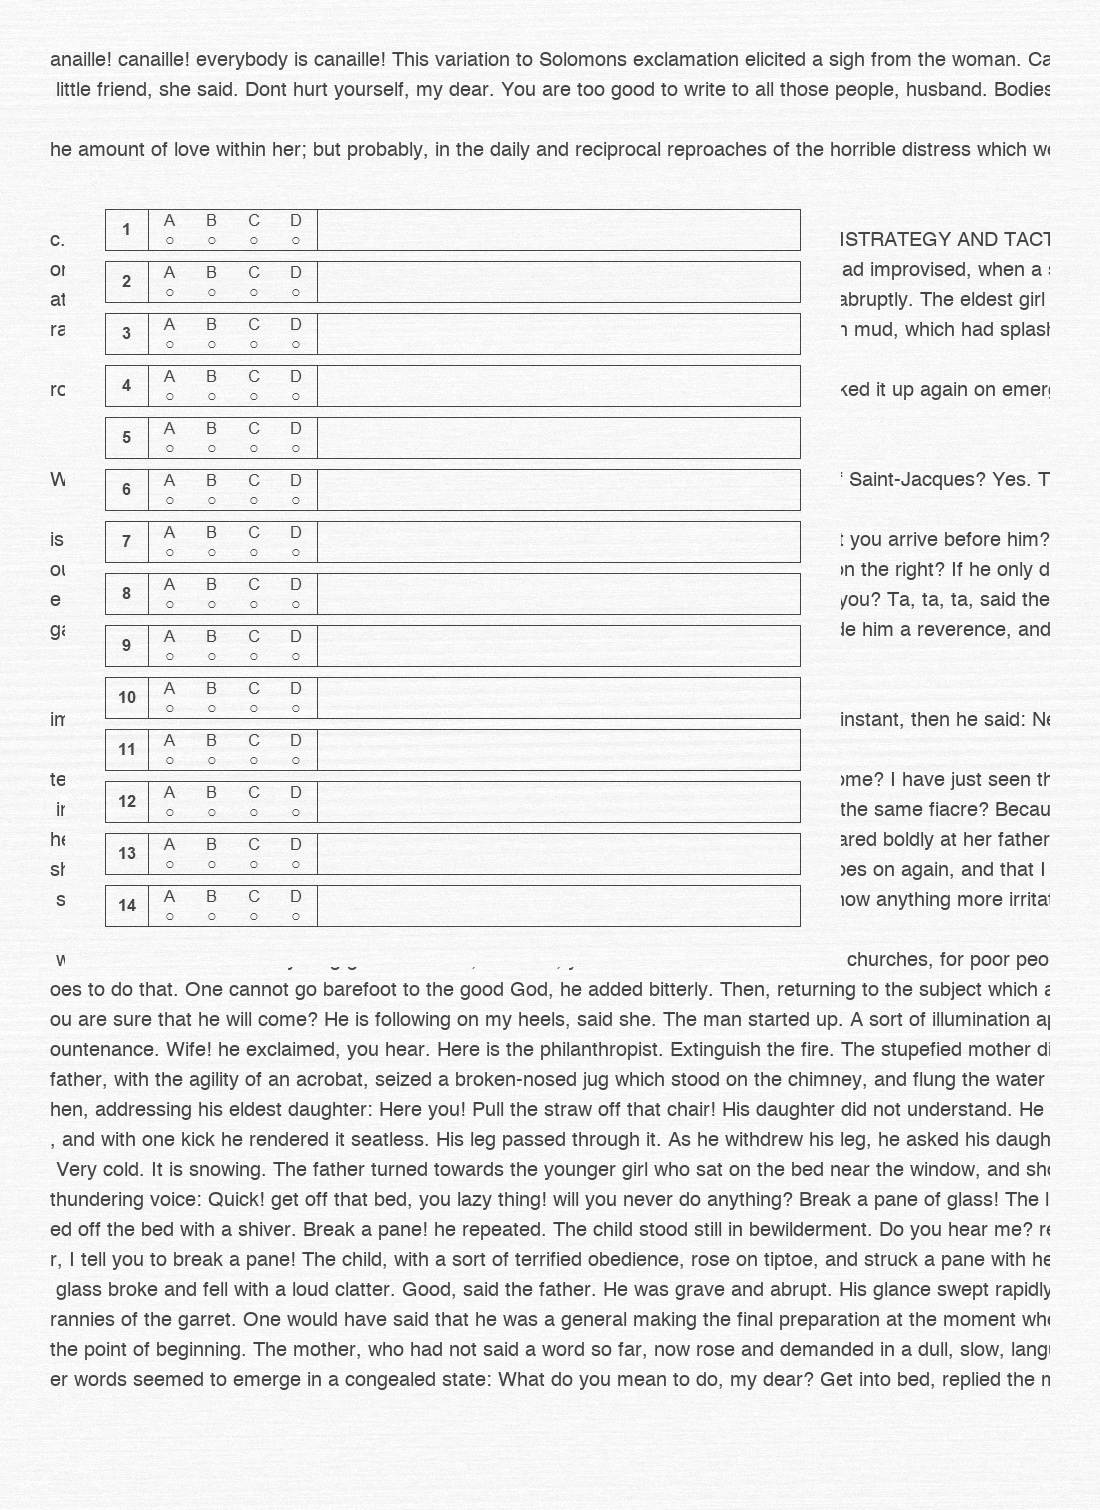 anaille! canaille! everybody is canaille! This variation to Solomons exclamation elicited a sigh from the woman.
little friend, she said. Dont hurt yourself, my dear. You are too good to write to all those people, husband. Bodies
he amount of love within her; but probably, in the daily and reciprocal reproaches of the horrible distress which
1 A B C D
c. STRATEGY AND TACT
2 A B C D
ad improvised, when a
abruptly. The eldest girl
3 A B C D
mud, which had splash
4 A B C D
ked it up again on emerg
5 A B C D
6 A B C D
W Saint-Jacques? Yes. T
7 A B C D
is you arrive before him?
on the right? If he only d
8 A B C D
e you? Ta, ta, ta, said the
9 A B C D
de him a reverence, and
10 A B C D
instant, then he said: Ne
11 A B C D
te ome? I have just seen th
12 A B C D
the same fiacre? Becau
13 A B C D
ared boldly at her father
oes on again, and that I
14 A B C D
s ow anything more irritat
w churches, for poor peo
oes to do that. One cannot go barefoot to the good God, he added bitterly. Then, returning to the subject which a
ou are sure that he will come? He is following on my heels, said she. The man started up. A sort of illumination ap
ountenance. Wife! he exclaimed, you hear. Here is the philanthropist. Extinguish the fire. The stupefied mother di
father, with the agility of an acrobat, seized a broken-nosed jug which stood on the chimney, and flung the water
hen, addressing his eldest daughter: Here you! Pull the straw off that chair! His daughter did not understand. He
, and with one kick he rendered it seatless. His leg passed through it. As he withdrew his leg, he asked his daugh
Very cold. It is snowing. The father turned towards the younger girl who sat on the bed near the window, and sho
thundering voice: Quick! get off that bed, you lazy thing! will you never do anything? Break a pane of glass! The
ed off the bed with a shiver. Break a pane! he repeated. The child stood still in bewilderment. Do you hear me? re
r, I tell you to break a pane! The child, with a sort of terrified obedience, rose on tiptoe, and struck a pane with he
glass broke and fell with a loud clatter. Good, said the father. He was grave and abrupt. His glance swept rapidly
rannies of the garret. One would have said that he was a general making the final preparation at the moment whe
the point of beginning. The mother, who had not said a word so far, now rose and demanded in a dull, slow, lang
er words seemed to emerge in a congealed state: What do you mean to do, my dear? Get into bed, replied the